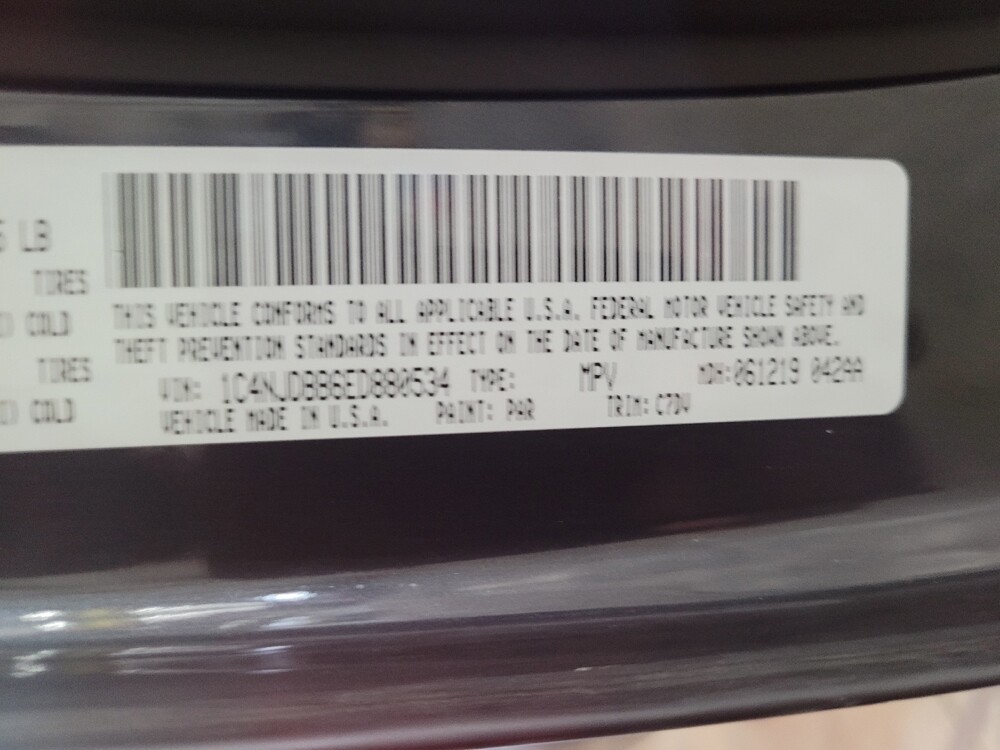 LB
TIRES
COLD
TIRES
COLD
THIS VEHICLE CONFORMS TO ALL APPLICABLE U.S.A. FEDERAL MOTOR VEHICLE SAFETY AND
THEFT PREVENTION STANDARDS IN EFFECT ON THE DATE OF MANUFACTURE SHOWN ABOVE.
VIN: 1C4NJDBB6ED880534 TYPE: MPV MDH:061219 042AA
VEHICLE MADE IN U.S.A. PAINT: PAR TRIM: C7DV